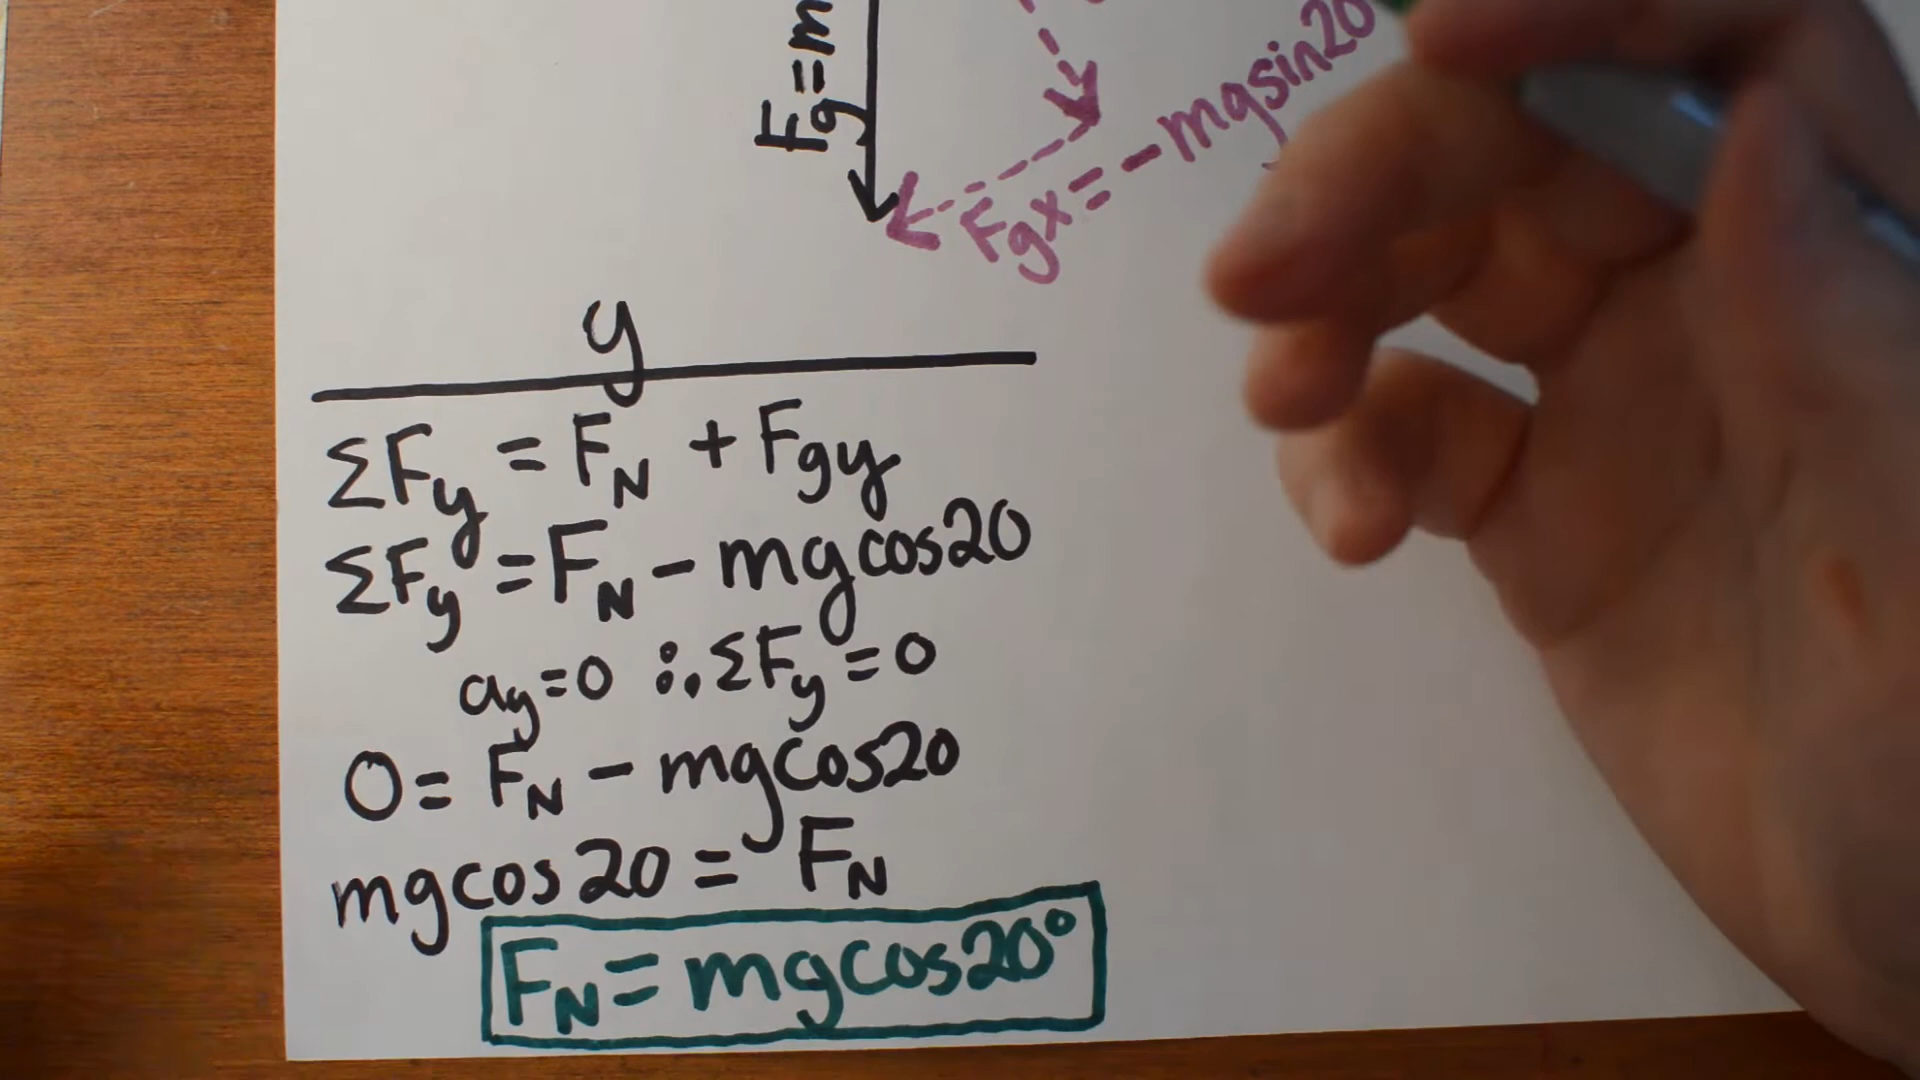 Fg=m
Fgx=-mgsin20
y
ΣFy = FN + Fgy
ΣFy = FN - mgcos20
ay=0 ∴ ΣFy=0
0= FN - mgcos20
mgcos20 = FN
FN = mgcos20°